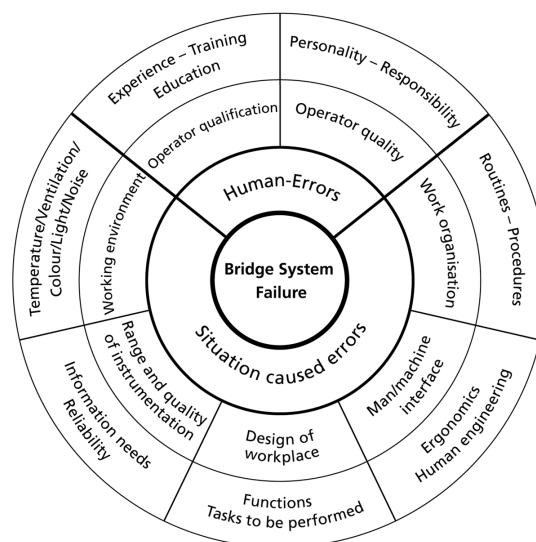 Experience – Training
Education
Personality – Responsibility
Operator qualification
Operator quality
Human-Errors
Temperature/Ventilation/
Colour/Light/Noise
Working environment
Work organisation
Routines – Procedures
Bridge System
Failure
Situation caused errors
Range and quality
of instrumentation
Information needs
Reliability
Man/machine
interface
Ergonomics
Human engineering
Design of
workplace
Functions
Tasks to be performed